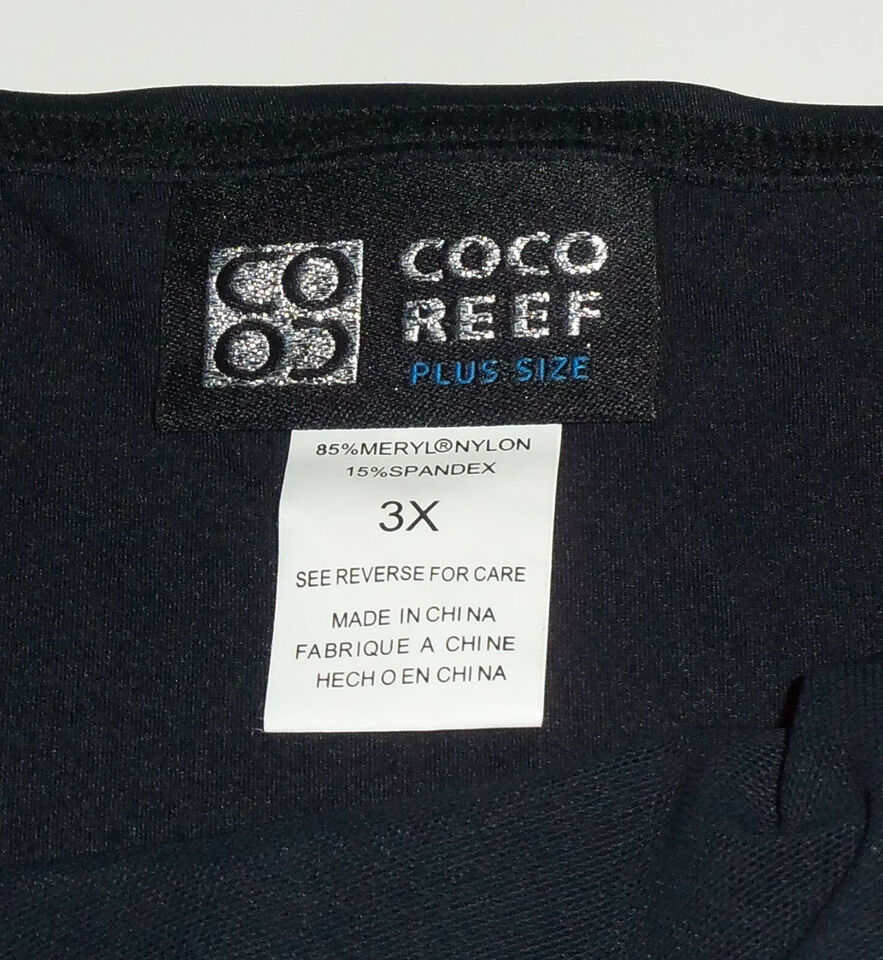 COCO
REEF
PLUS SIZE
85%MERYL®NYLON
15%SPANDEX
3X
SEE REVERSE FOR CARE
MADE IN CHINA
FABRIQUE A CHINE
HECHO EN CHINA